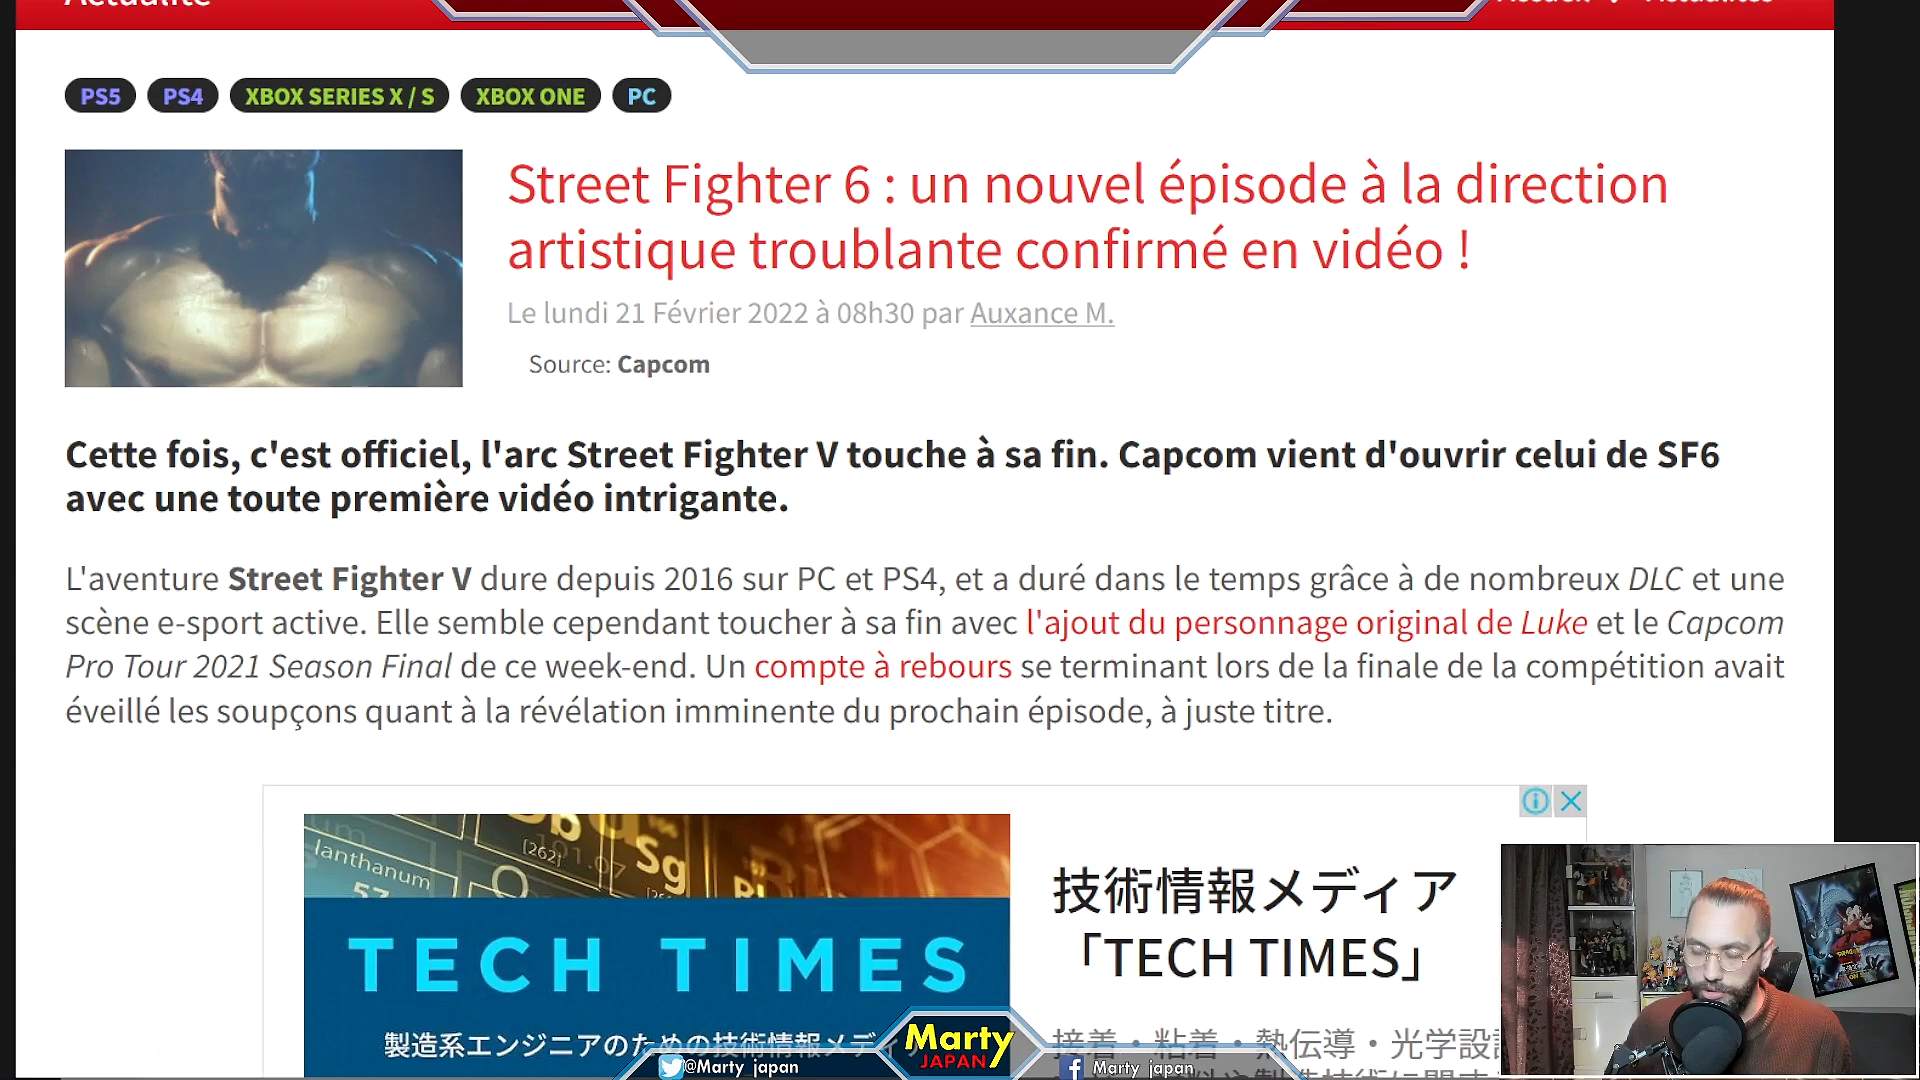 Actualité
Accueil
Actualités
PS5 PS4 XBOX SERIES X / S XBOX ONE PC
Street Fighter 6 : un nouvel épisode à la direction
artistique troublante confirmé en vidéo !
Le lundi 21 Février 2022 à 08h30 par Auxance M.
Source: Capcom
Cette fois, c'est officiel, l'arc Street Fighter V touche à sa fin. Capcom vient d'ouvrir celui de SF6
avec une toute première vidéo intrigante.
L'aventure Street Fighter V dure depuis 2016 sur PC et PS4, et a duré dans le temps grâce à de nombreux DLC et une
scène e-sport active. Elle semble cependant toucher à sa fin avec l'ajout du personnage original de Luke et le Capcom
Pro Tour 2021 Season Final de ce week-end. Un compte à rebours se terminant lors de la finale de la compétition avait
éveillé les soupçons quant à la révélation imminente du prochain épisode, à juste titre.
lanthanum
57
[262]
Sg
TECH TIMES
製造系エンジニアのための技術情報メディ
技術情報メディア
「TECH TIMES」
接着・粘着・熱伝導・光学設
Marty
JAPAN
@Marty_japan
Marty_japan